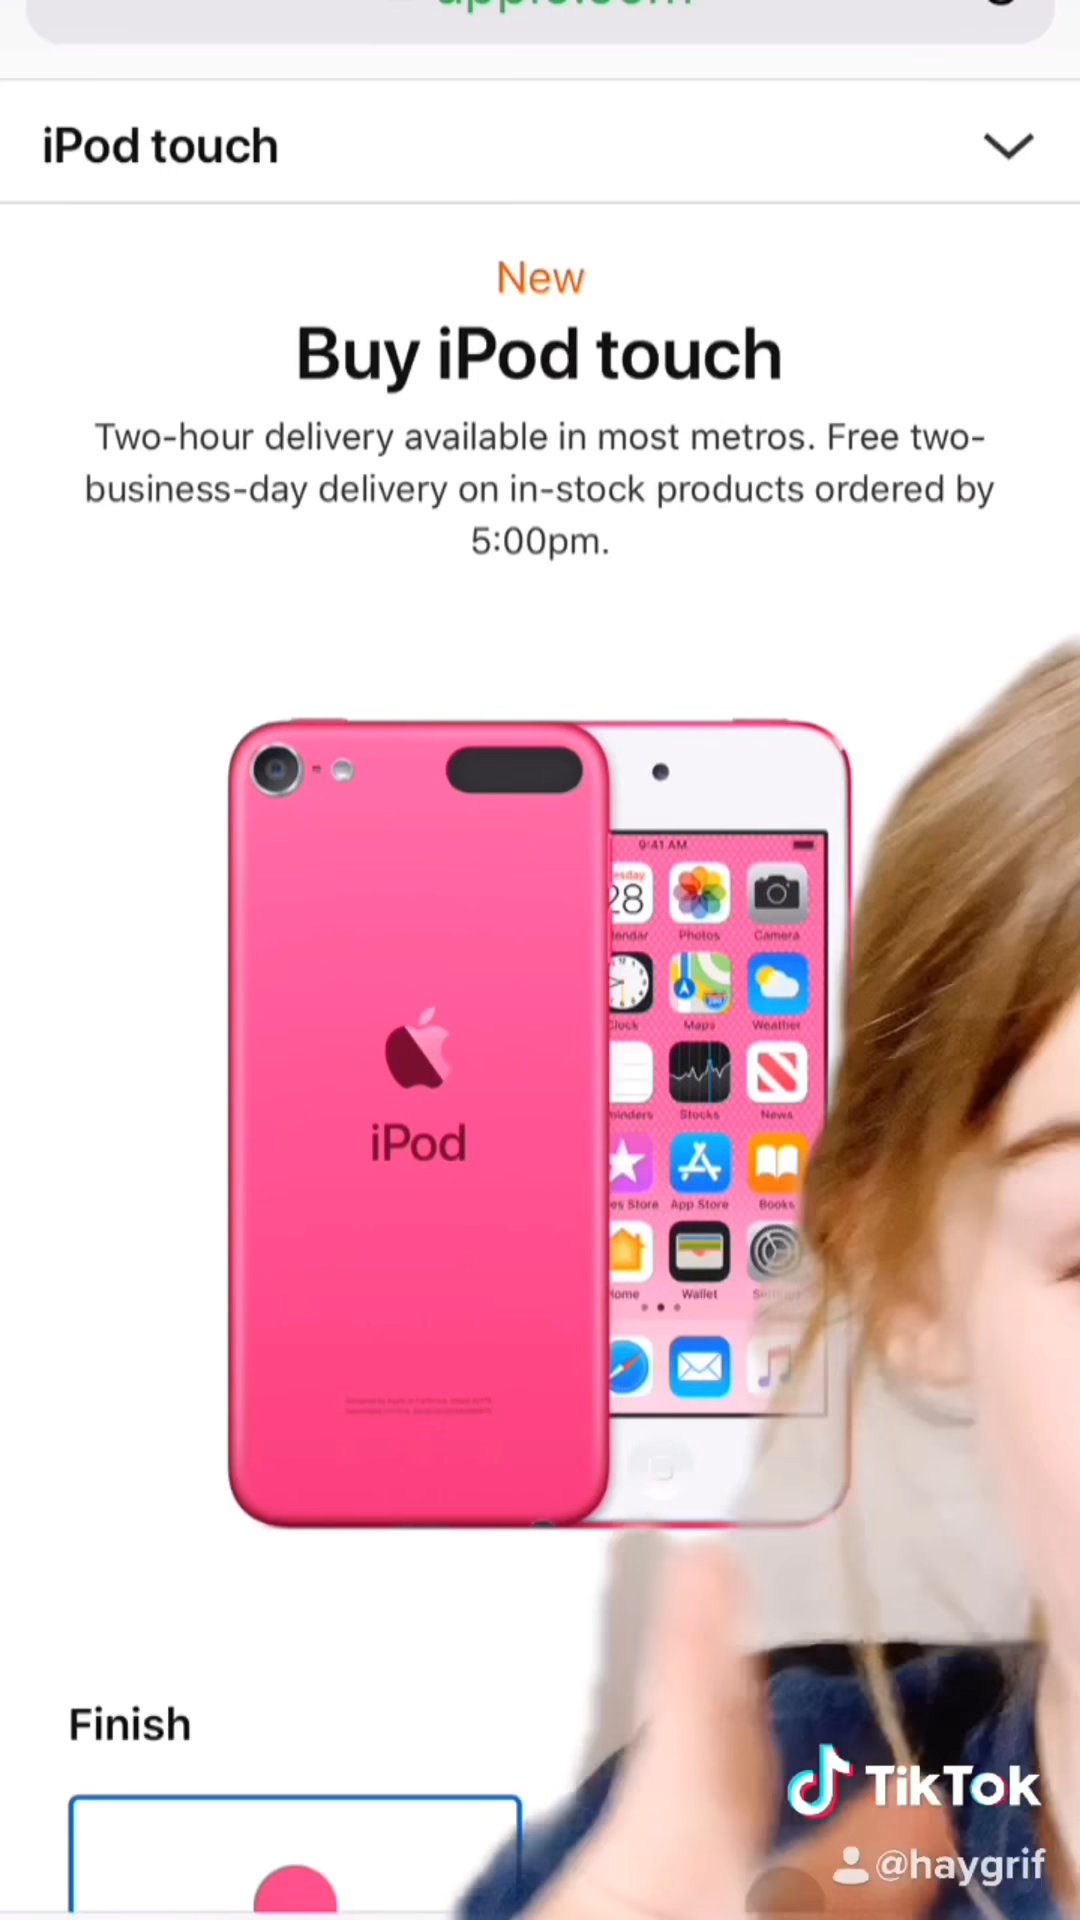 iPod touch
New
Buy iPod touch
Two-hour delivery available in most metros. Free two-
business-day delivery on in-stock products ordered by
5:00pm.
9:41 AM
28
Photos
Camera
Clock
Maps
Weather
Stocks
News
App Store
Books
Wallet
iPod
Finish
TikTok
@haygrif